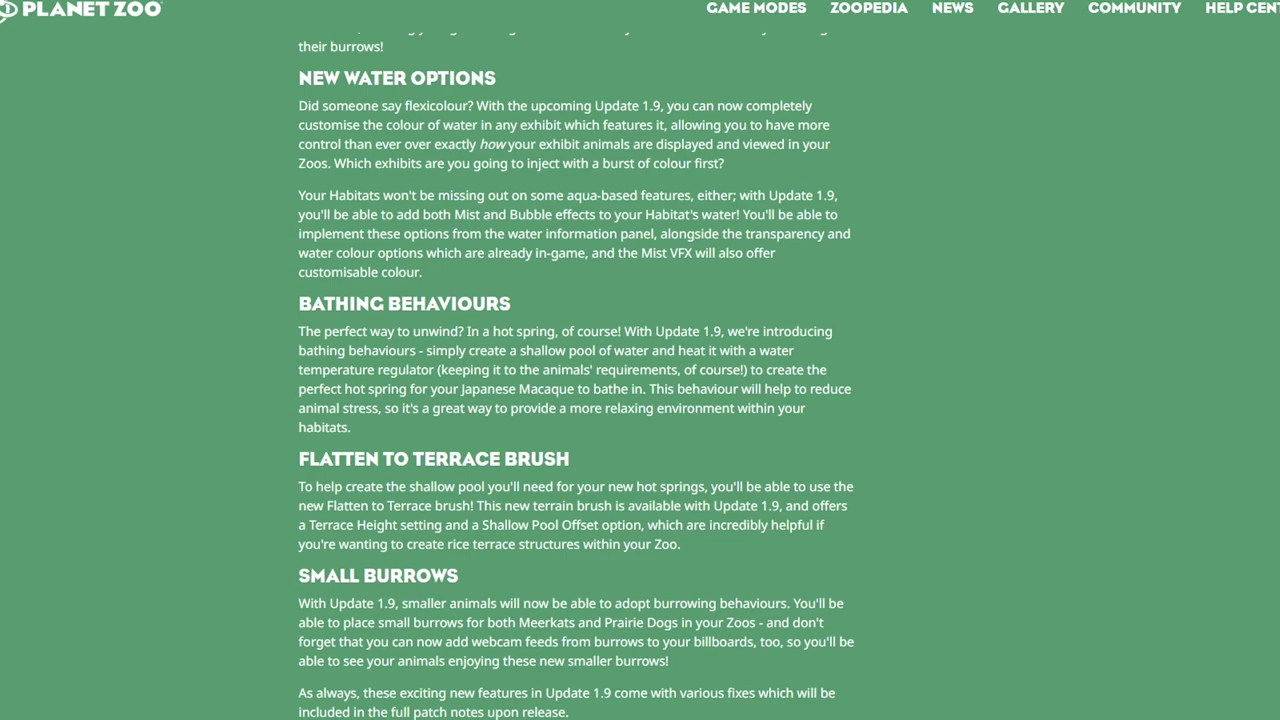 PLANET ZOO
GAME MODES ZOOPEDIA NEWS GALLERY COMMUNITY HELP CENT
their burrows!
NEW WATER OPTIONS
Did someone say flexicolour? With the upcoming Update 1.9, you can now completely
customise the colour of water in any exhibit which features it, allowing you to have more
control than ever over exactly how your exhibit animals are displayed and viewed in your
Zoos. Which exhibits are you going to inject with a burst of colour first?
Your Habitats won't be missing out on some aqua-based features, either; with Update 1.9,
you'll be able to add both Mist and Bubble effects to your Habitat's water! You'll be able to
implement these options from the water information panel, alongside the transparency and
water colour options which are already in-game, and the Mist VFX will also offer
customisable colour.
BATHING BEHAVIOURS
The perfect way to unwind? In a hot spring, of course! With Update 1.9, we're introducing
bathing behaviours - simply create a shallow pool of water and heat it with a water
temperature regulator (keeping it to the animals' requirements, of course!) to create the
perfect hot spring for your Japanese Macaque to bathe in. This behaviour will help to reduce
animal stress, so it's a great way to provide a more relaxing environment within your
habitats.
FLATTEN TO TERRACE BRUSH
To help create the shallow pool you'll need for your new hot springs, you'll be able to use the
new Flatten to Terrace brush! This new terrain brush is available with Update 1.9, and offers
a Terrace Height setting and a Shallow Pool Offset option, which are incredibly helpful if
you're wanting to create rice terrace structures within your Zoo.
SMALL BURROWS
With Update 1.9, smaller animals will now be able to adopt burrowing behaviours. You'll be
able to place small burrows for both Meerkats and Prairie Dogs in your Zoos - and don't
forget that you can now add webcam feeds from burrows to your billboards, too, so you'll be
able to see your animals enjoying these new smaller burrows!
As always, these exciting new features in Update 1.9 come with various fixes which will be
included in the full patch notes upon release.